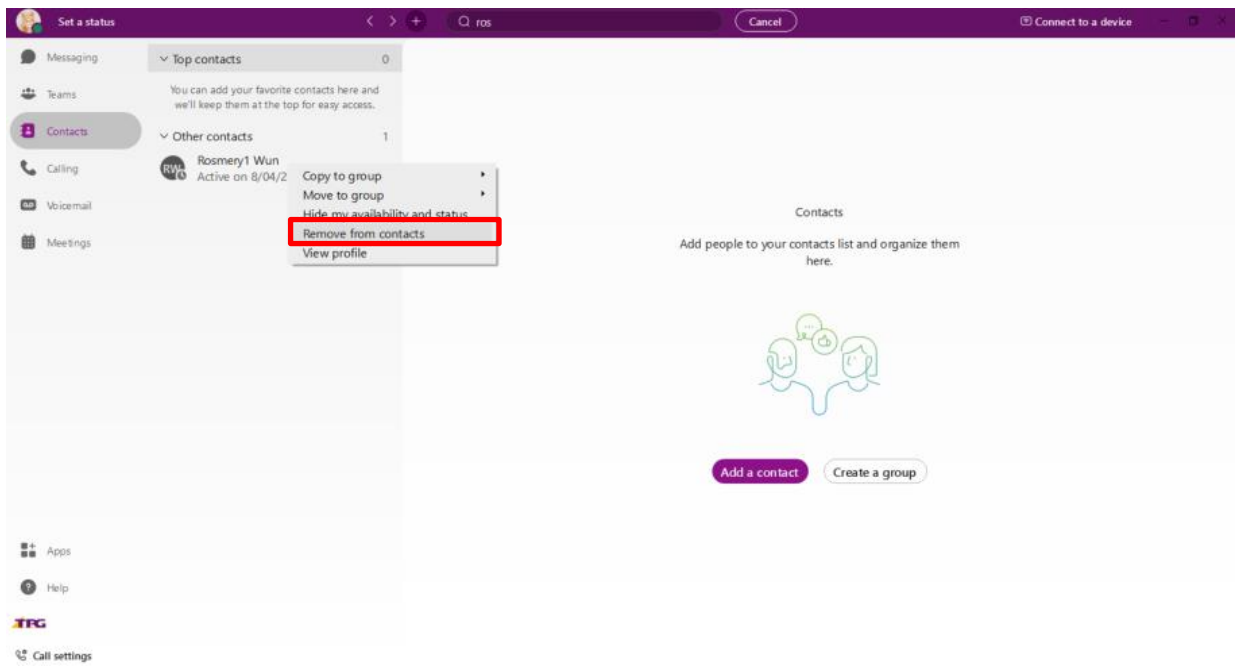 Set a status
ros
Cancel
Connect to a device
Messaging
Teams
Contacts
Calling
Voicemail
Meetings
Top contacts 0
You can add your favorite contacts here and
we'll keep them at the top for easy access.
Other contacts 1
RW
Rosmery1 Wun
Active on 8/04/2
Copy to group
Move to group
Hide my availability and status
Remove from contacts
View profile
Contacts
Add people to your contacts list and organize them
here.
Add a contact
Create a group
Apps
Help
TPG
Call settings